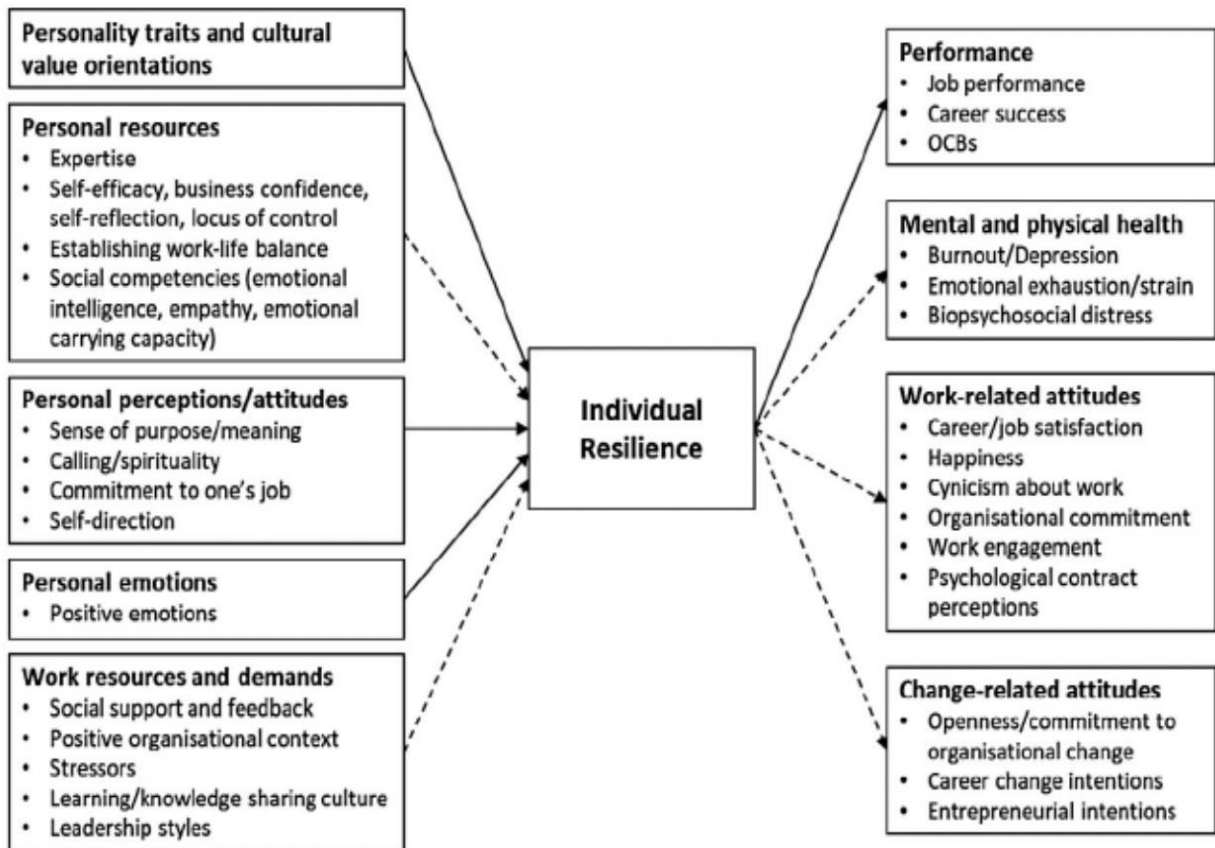 Personality traits and cultural
value orientations
Personal resources
• Expertise
• Self-efficacy, business confidence,
self-reflection, locus of control
• Establishing work-life balance
• Social competencies (emotional
intelligence, empathy, emotional
carrying capacity)
Personal perceptions/attitudes
• Sense of purpose/meaning
• Calling/spirituality
• Commitment to one's job
• Self-direction
Personal emotions
• Positive emotions
Work resources and demands
• Social support and feedback
• Positive organisational context
• Stressors
• Learning/knowledge sharing culture
• Leadership styles
Individual
Resilience
Performance
• Job performance
• Career success
• OCBs
Mental and physical health
• Burnout/Depression
• Emotional exhaustion/strain
• Biopsychosocial distress
Work-related attitudes
• Career/job satisfaction
• Happiness
• Cynicism about work
• Organisational commitment
• Work engagement
• Psychological contract
perceptions
Change-related attitudes
• Openness/commitment to
organisational change
• Career change intentions
• Entrepreneurial intentions